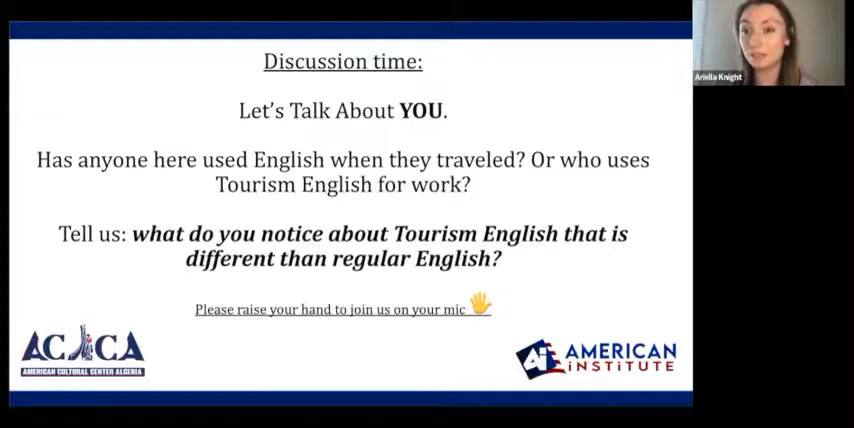 Discussion time:
Let's Talk About YOU.
Has anyone here used English when they traveled? Or who uses
Tourism English for work?
Tell us: what do you notice about Tourism English that is
different than regular English?
Please raise your hand to join us on your mic
ACCA
AMERICAN CULTURAL CENTER ALGERIA
Ai AMERICAN
INSTITUTE
Ariella Knight